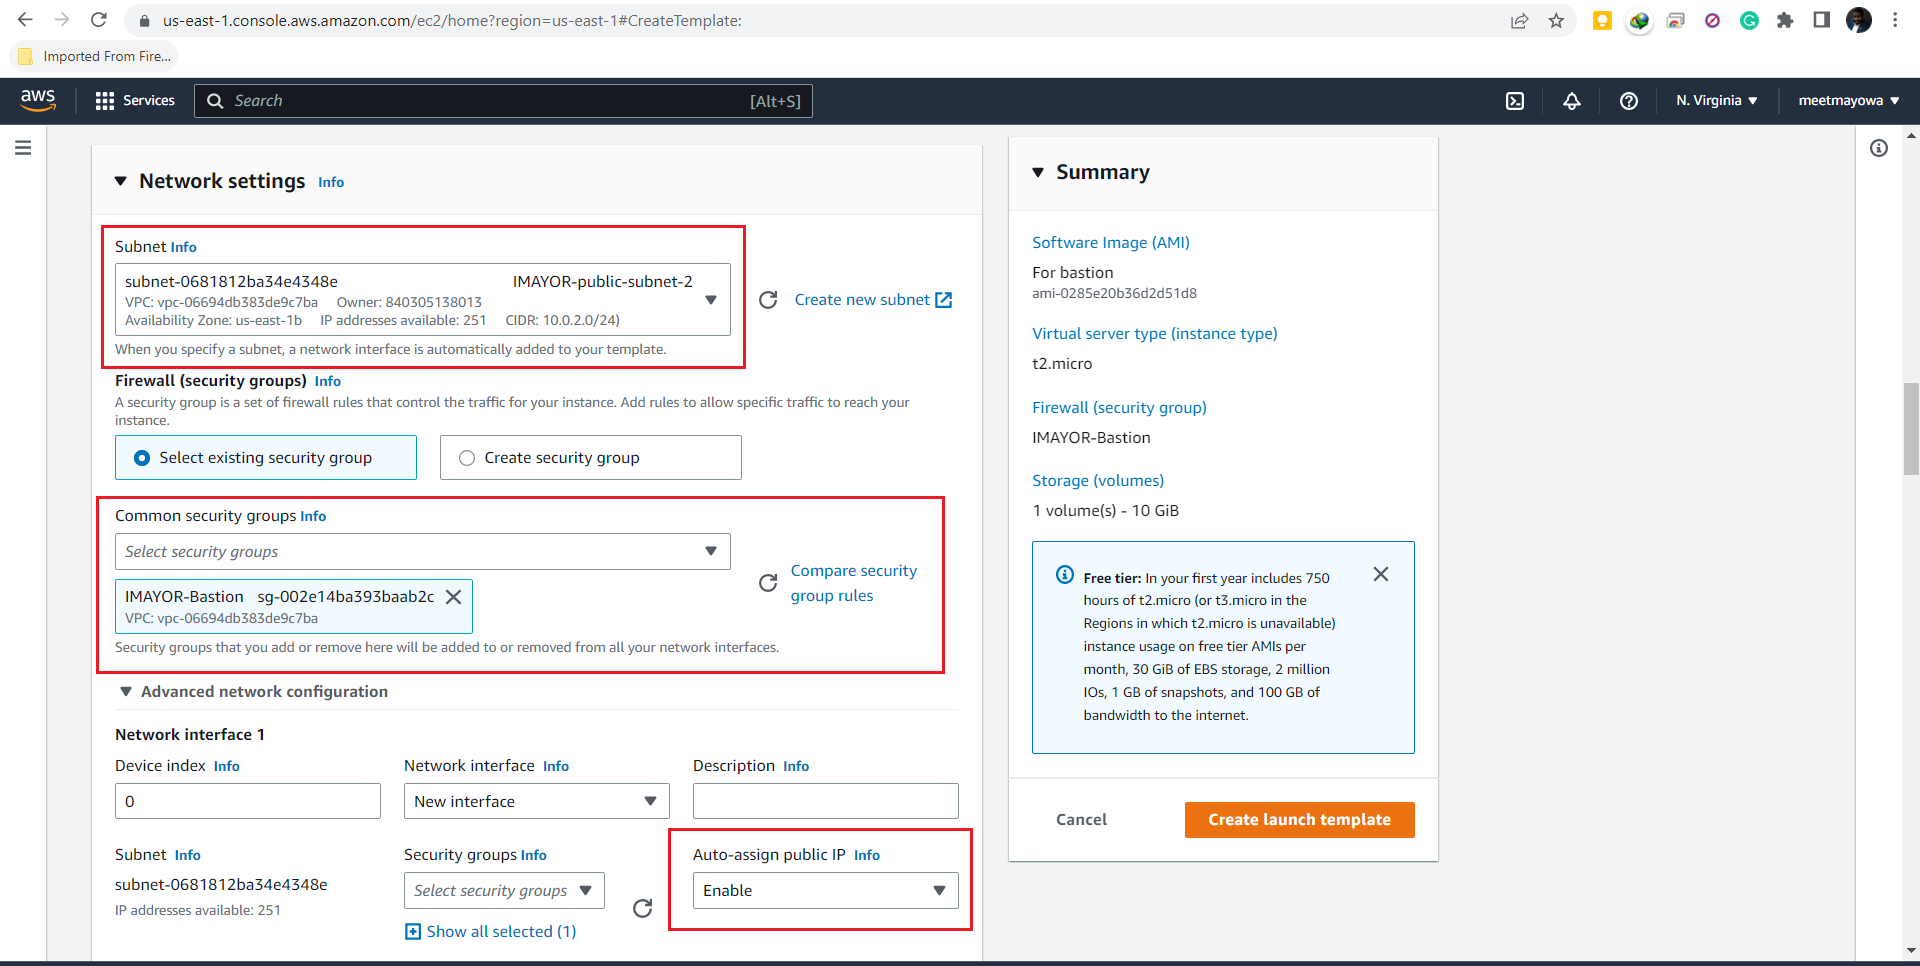 us-east-1.console.aws.amazon.com/ec2/home?region=us-east-1#CreateTemplate:
Imported From Fire...
aws
Services
Search
[Alt+S]
N. Virginia
meetmayowa
Network settings Info
Subnet Info
subnet-0681812ba34e4348e IMAYOR-public-subnet-2
VPC: vpc-06694db383de9c7ba Owner: 840305138013
Availability Zone: us-east-1b IP addresses available: 251 CIDR: 10.0.2.0/24)
When you specify a subnet, a network interface is automatically added to your template.
Create new subnet
Firewall (security groups) Info
A security group is a set of firewall rules that control the traffic for your instance. Add rules to allow specific traffic to reach your
instance.
Select existing security group
Create security group
Common security groups Info
Select security groups
IMAYOR-Bastion sg-002e14ba393baab2c
VPC: vpc-06694db383de9c7ba
Compare security
group rules
Security groups that you add or remove here will be added to or removed from all your network interfaces.
Advanced network configuration
Network interface 1
Device index Info
0
Network interface Info
New interface
Description Info
Subnet Info
subnet-0681812ba34e4348e
IP addresses available: 251
Security groups Info
Select security groups
Show all selected (1)
Auto-assign public IP Info
Enable
Summary
Software Image (AMI)
For bastion
ami-0285e20b36d2d51d8
Virtual server type (instance type)
t2.micro
Firewall (security group)
IMAYOR-Bastion
Storage (volumes)
1 volume(s) - 10 GiB
Free tier: In your first year includes 750
hours of t2.micro (or t3.micro in the
Regions in which t2.micro is unavailable)
instance usage on free tier AMIs per
month, 30 GiB of EBS storage, 2 million
IOs, 1 GB of snapshots, and 100 GB of
bandwidth to the internet.
Cancel
Create launch template